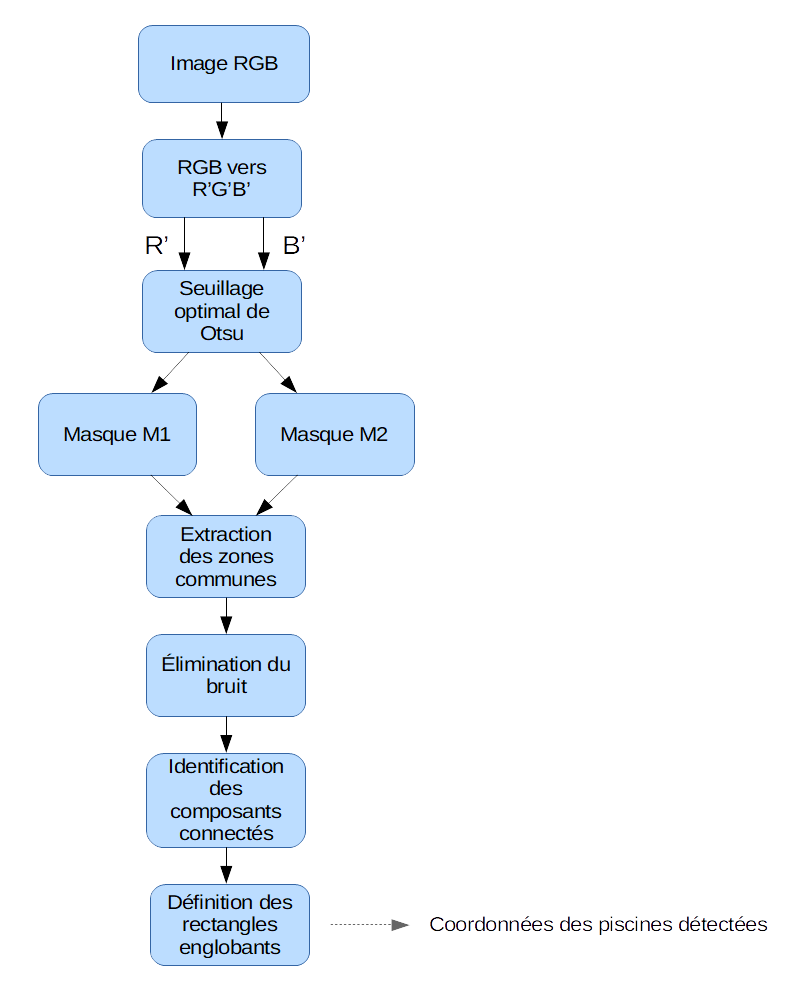 Image RGB
RGB vers
R’G’B’
R’ B’
Seuillage
optimal de
Otsu
Masque M1
Masque M2
Extraction
des zones
communes
Élimination du
bruit
Identification
des
composants
connectés
Définition des
rectangles
englobants
Coordonnées des piscines détectées